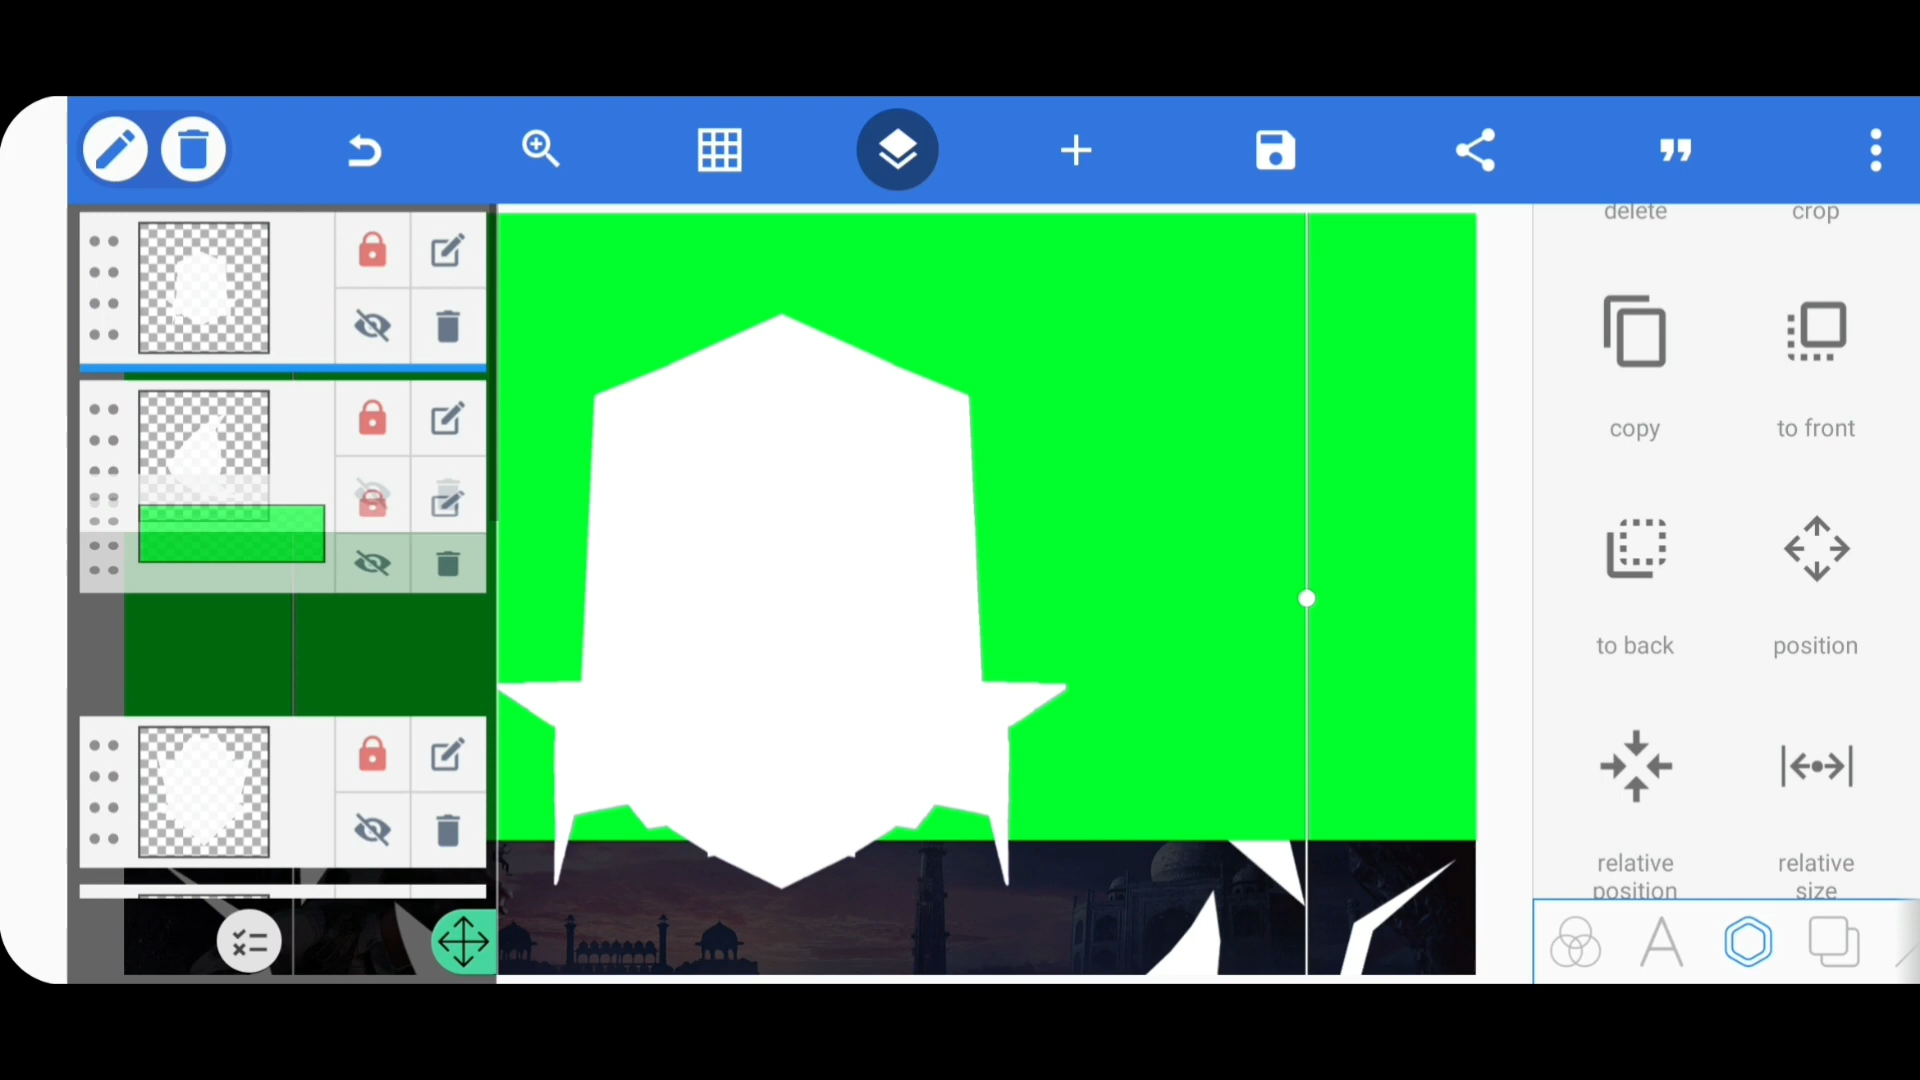 delete
crop
copy
to front
to back
position
relative
position
relative
size